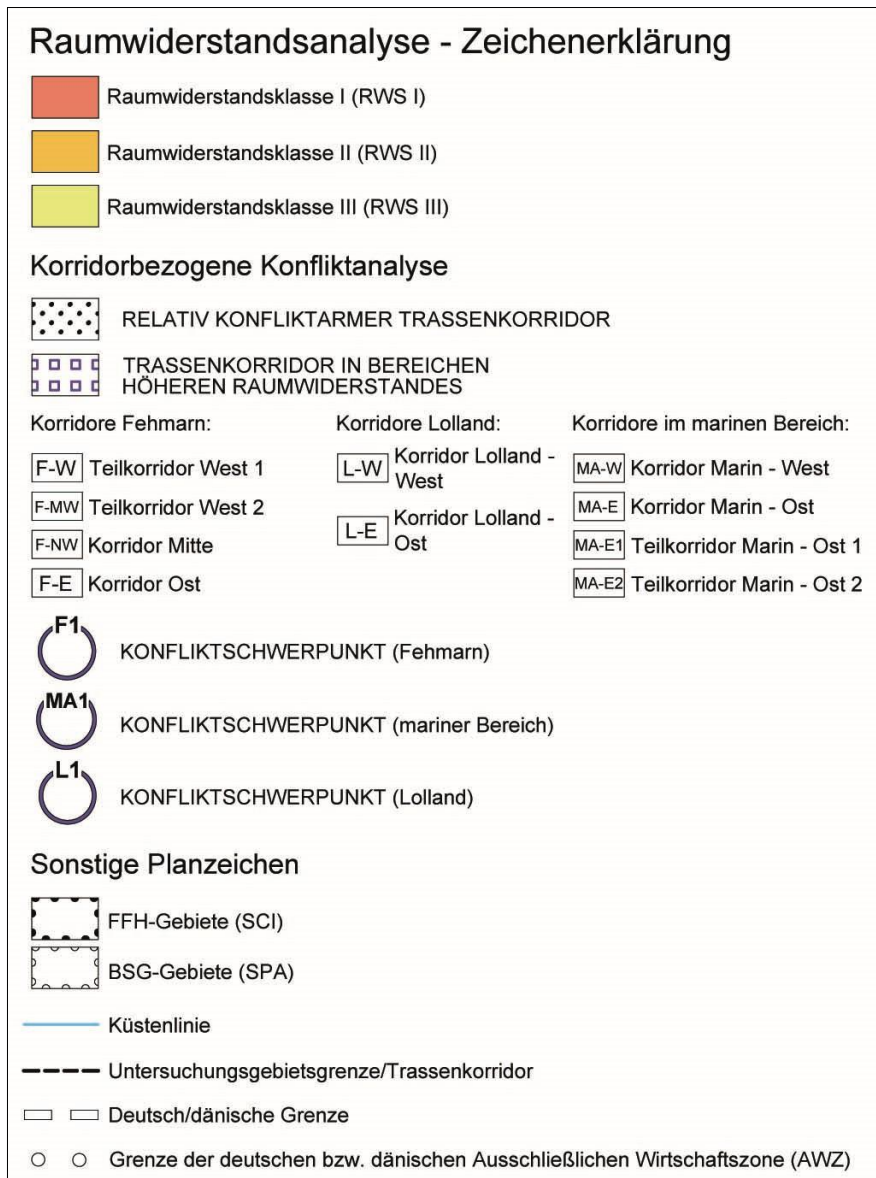 Raumwiderstandsanalyse - Zeichenerklärung
Raumwiderstandsklasse I (RWS I)
Raumwiderstandsklasse II (RWS II)
Raumwiderstandsklasse III (RWS III)
Korridorbezogene Konfliktanalyse
RELATIV KONFLIKTARMER TRASSENKORRIDOR
TRASSENKORRIDOR IN BEREICHEN
HÖHEREN RAUMWIDERSTANDES
Korridore Fehmarn:
F-W Teilkorridor West 1
F-MW Teilkorridor West 2
F-NW Korridor Mitte
F-E Korridor Ost
Korridore Lolland:
L-W Korridor Lolland -
West
L-E Korridor Lolland -
Ost
Korridore im marinen Bereich:
MA-W Korridor Marin - West
MA-E Korridor Marin - Ost
MA-E1 Teilkorridor Marin - Ost 1
MA-E2 Teilkorridor Marin - Ost 2
F1 KONFLIKTSCHWERPUNKT (Fehmarn)
MA1 KONFLIKTSCHWERPUNKT (mariner Bereich)
L1 KONFLIKTSCHWERPUNKT (Lolland)
Sonstige Planzeichen
FFH-Gebiete (SCI)
BSG-Gebiete (SPA)
Küstenlinie
Untersuchungsgebietsgrenze/Trassenkorridor
Deutsch/dänische Grenze
Grenze der deutschen bzw. dänischen Ausschließlichen Wirtschaftszone (AWZ)